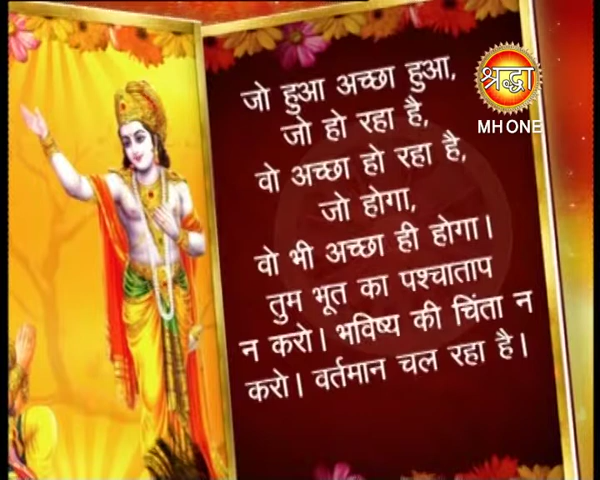 जो हुआ अच्छा हुआ,
जो हो रहा है,
वो अच्छा हो रहा है,
जो होगा,
वो भी अच्छा ही होगा।
तुम भूत का पश्चाताप
न करो। भविष्य की चिंता न
करो। वर्तमान चल रहा है।
श्रद्धा
MH ONE